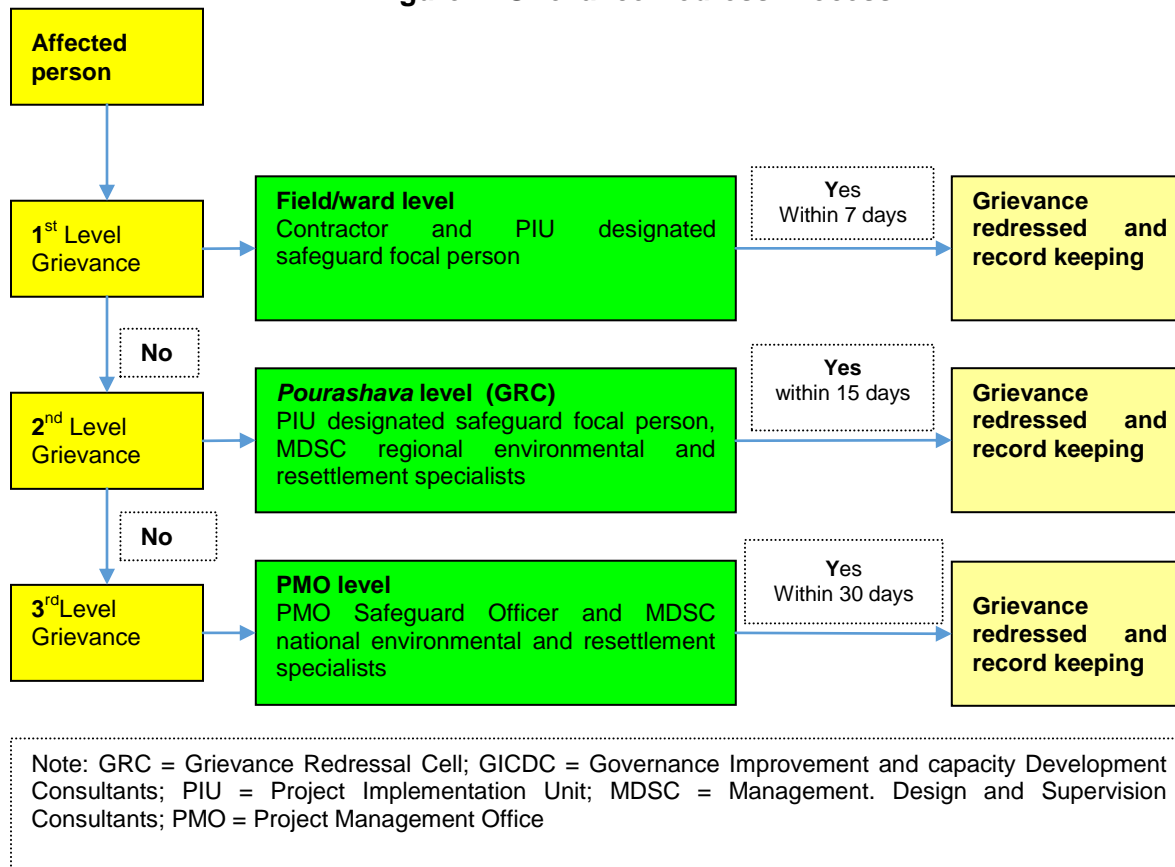 Affected
person
1st Level
Grievance
Field/ward level
Contractor and PIU designated
safeguard focal person
Yes
Within 7 days
Grievance
redressed and
record keeping
No
2nd Level
Grievance
Pourashava level (GRC)
PIU designated safeguard focal person,
MDSC regional environmental and
resettlement specialists
Yes
within 15 days
Grievance
redressed and
record keeping
No
3rdLevel
Grievance
PMO level
PMO Safeguard Officer and MDSC
national environmental and resettlement
specialists
Yes
Within 30 days
Grievance
redressed and
record keeping
Note: GRC = Grievance Redressal Cell; GICDC = Governance Improvement and capacity Development
Consultants; PIU = Project Implementation Unit; MDSC = Management. Design and Supervision
Consultants; PMO = Project Management Office